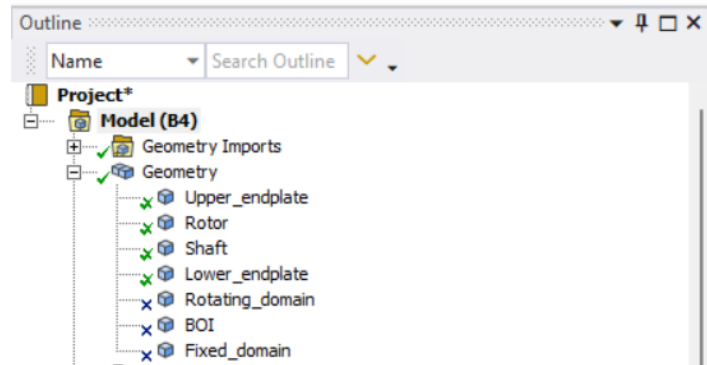 Outline
Name Search Outline
Project*
Model (B4)
Geometry Imports
Geometry
Upper_endplate
Rotor
Shaft
Lower_endplate
Rotating_domain
BOI
Fixed_domain